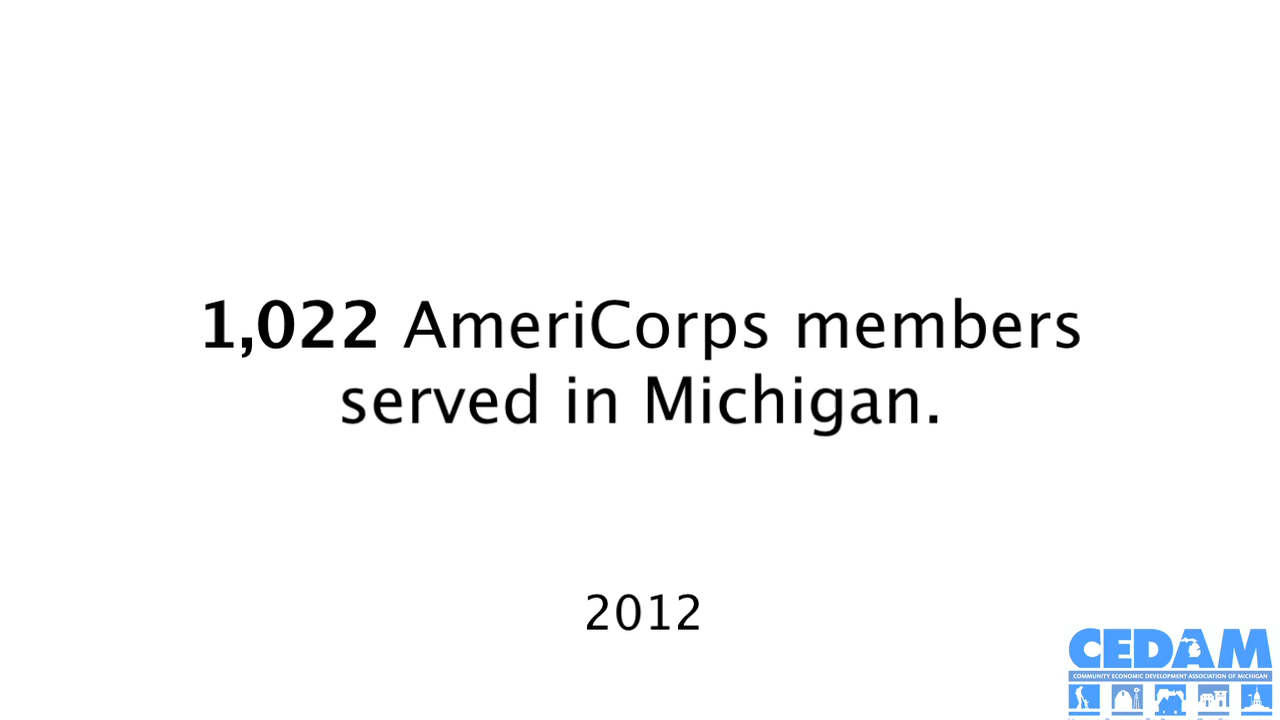 1,022 AmeriCorps members
served in Michigan.
2012
CEDAM
COMMUNITY ECONOMIC DEVELOPMENT ASSOCIATION OF MICHIGAN